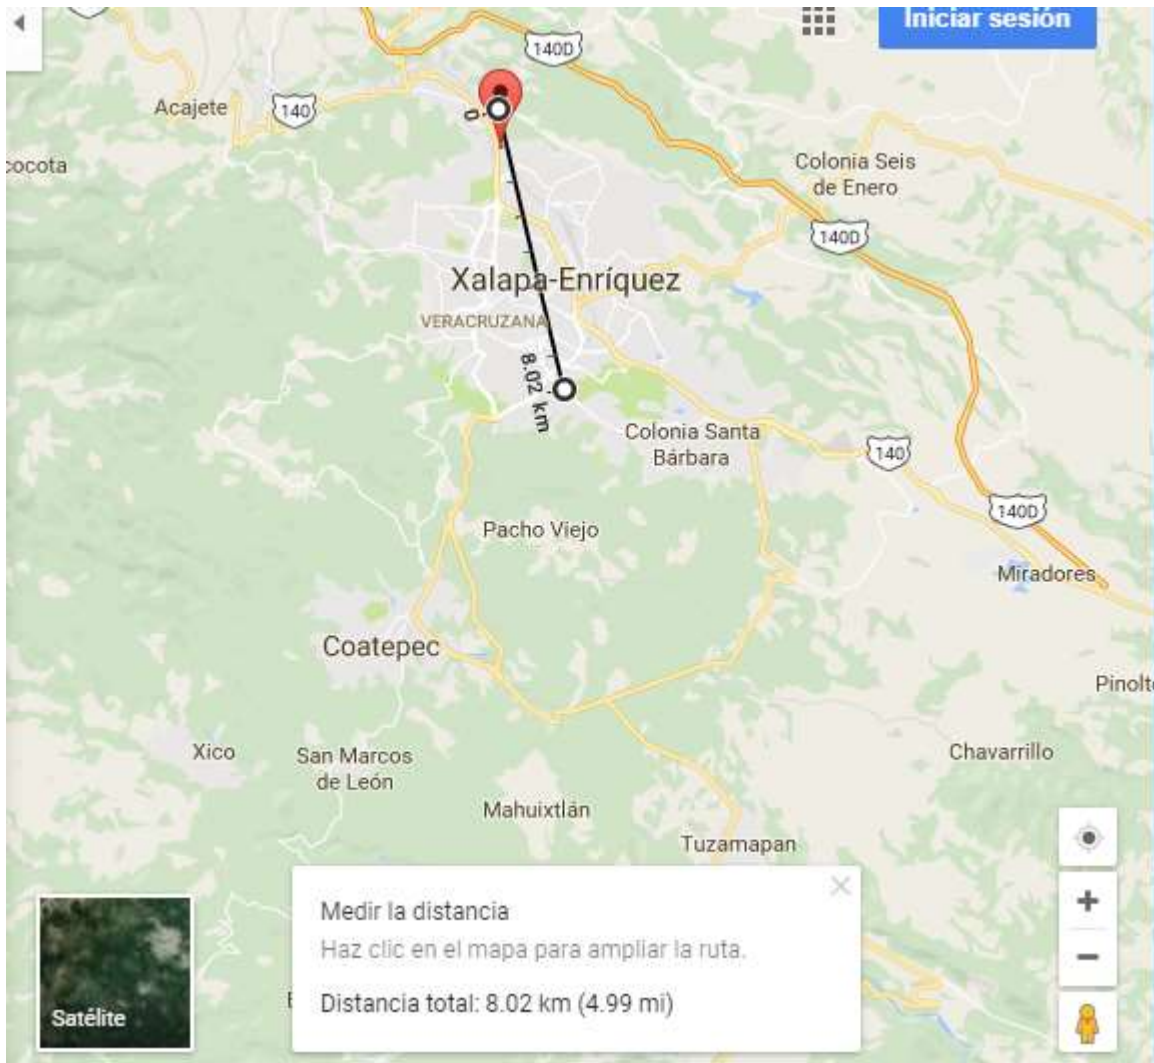 Iniciar sesión
140D
Acajete
140
0
cocota
Colonia Seis
de Enero
140D
Xalapa-Enríquez
VERACRUZANA
8.02 km
Colonia Santa
Bárbara
140
140D
Pacho Viejo
Miradores
Coatepec
Pinolt
Xico
San Marcos
de León
Chavarrillo
Mahuixtlán
Tuzamapan
Medir la distancia
Haz clic en el mapa para ampliar la ruta.
Distancia total: 8.02 km (4.99 mi)
Satélite